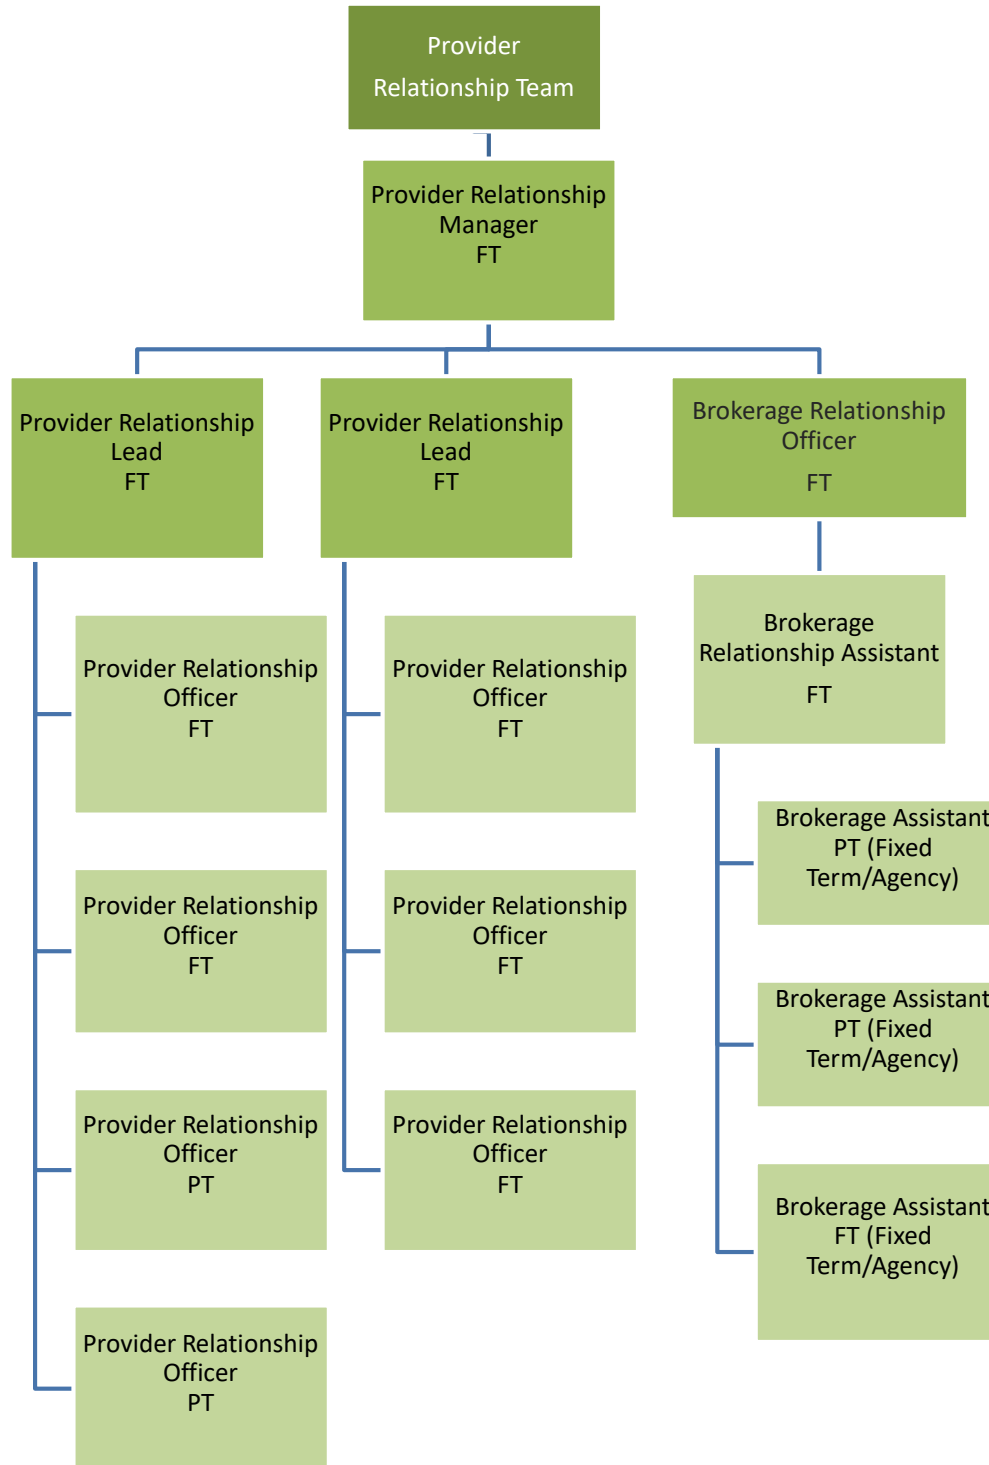 Provider
Relationship Team
Provider Relationship
Manager
FT
Provider Relationship
Lead
FT
Provider Relationship
Lead
FT
Brokerage Relationship
Officer
FT
Provider Relationship
Officer
FT
Provider Relationship
Officer
FT
Provider Relationship
Officer
PT
Provider Relationship
Officer
PT
Provider Relationship
Officer
FT
Provider Relationship
Officer
FT
Provider Relationship
Officer
FT
Brokerage
Relationship Assistant
FT
Brokerage Assistant
PT (Fixed
Term/Agency)
Brokerage Assistant
PT (Fixed
Term/Agency)
Brokerage Assistant
FT (Fixed
Term/Agency)